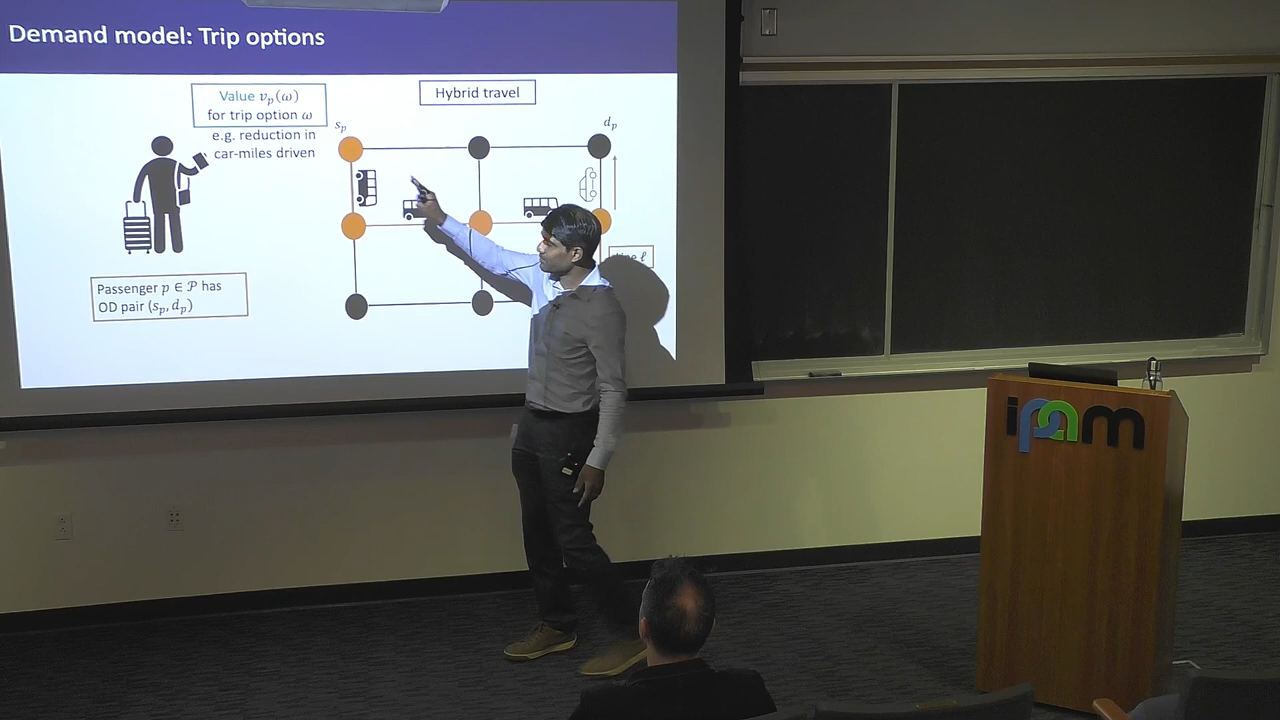 Demand model: Trip options
Value vₚ(ω)
for trip option ω
e.g. reduction in
car-miles driven
Hybrid travel
sₚ
dₚ
ℓ
Passenger p ∈ 𝒫 has
OD pair (sₚ, dₚ)
ipam